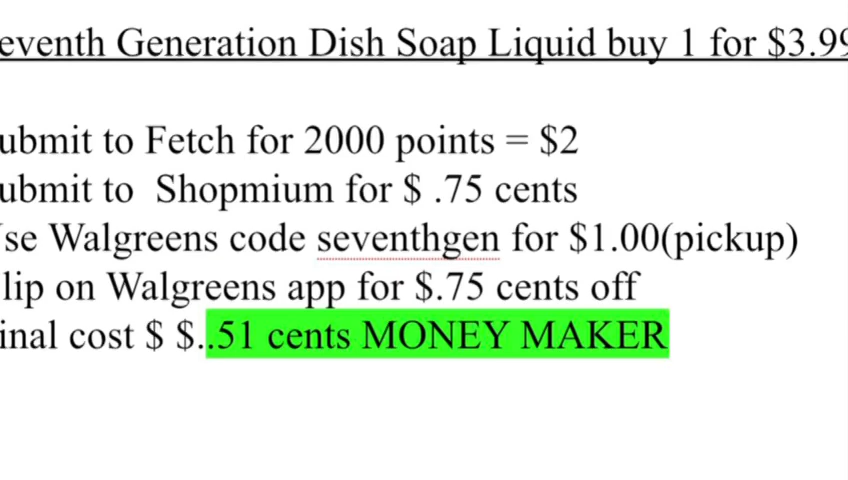 eventh Generation Dish Soap Liquid buy 1 for $3.99
ubmit to Fetch for 2000 points = $2
ubmit to Shopmium for $ .75 cents
se Walgreens code seventhgen for $1.00(pickup)
lip on Walgreens app for $.75 cents off
inal cost $ $..51 cents MONEY MAKER